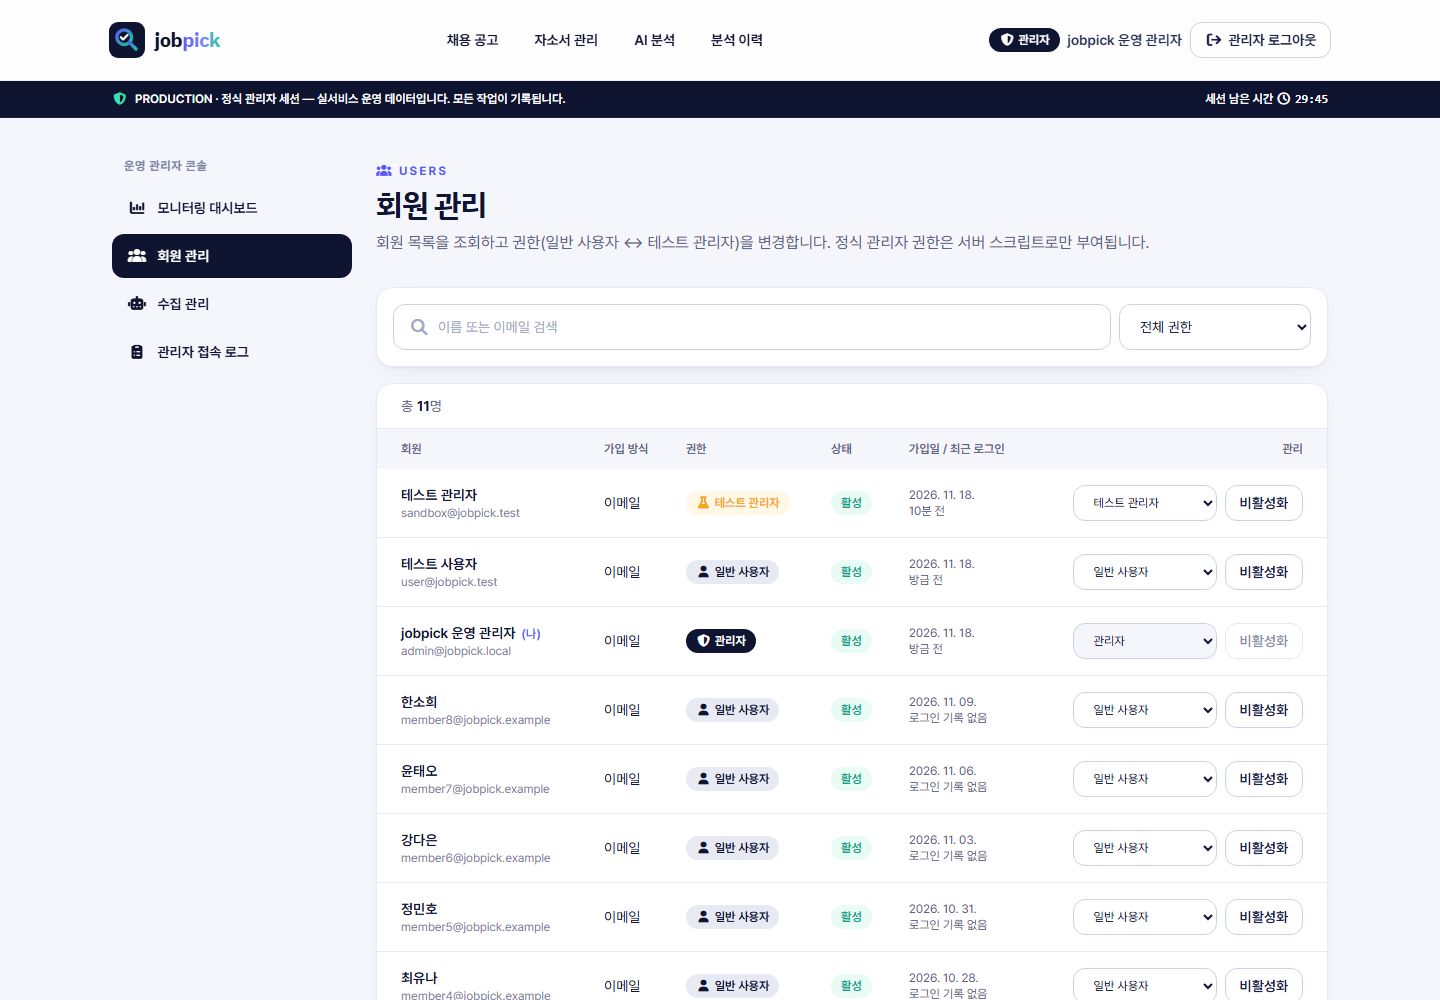 jobpick
채용 공고
자소서 관리
AI 분석
분석 이력
관리자
jobpick 운영 관리자
관리자 로그아웃
PRODUCTION · 정식 관리자 세션 — 실서비스 운영 데이터입니다. 모든 작업이 기록됩니다.
세션 남은 시간 29:45
운영 관리자 콘솔
모니터링 대시보드
회원 관리
수집 관리
관리자 접속 로그
USERS
회원 관리
회원 목록을 조회하고 권한(일반 사용자 ↔ 테스트 관리자)을 변경합니다. 정식 관리자 권한은 서버 스크립트로만 부여됩니다.
이름 또는 이메일 검색
전체 권한
총 11명
회원 가입 방식 권한 상태 가입일 / 최근 로그인 관리
테스트 관리자
sandbox@jobpick.test
이메일
테스트 관리자
활성
2026. 11. 18.
10분 전
테스트 관리자
비활성화
테스트 사용자
user@jobpick.test
이메일
일반 사용자
활성
2026. 11. 18.
방금 전
일반 사용자
비활성화
jobpick 운영 관리자 (나)
admin@jobpick.local
이메일
관리자
활성
2026. 11. 18.
방금 전
관리자
비활성화
한소희
member8@jobpick.example
이메일
일반 사용자
활성
2026. 11. 09.
로그인 기록 없음
일반 사용자
비활성화
윤태오
member7@jobpick.example
이메일
일반 사용자
활성
2026. 11. 06.
로그인 기록 없음
일반 사용자
비활성화
강다은
member6@jobpick.example
이메일
일반 사용자
활성
2026. 11. 03.
로그인 기록 없음
일반 사용자
비활성화
정민호
member5@jobpick.example
이메일
일반 사용자
활성
2026. 10. 31.
로그인 기록 없음
일반 사용자
비활성화
최유나
member4@jobpick.example
이메일
일반 사용자
활성
2026. 10. 28.
로그인 기록 없음
일반 사용자
비활성화